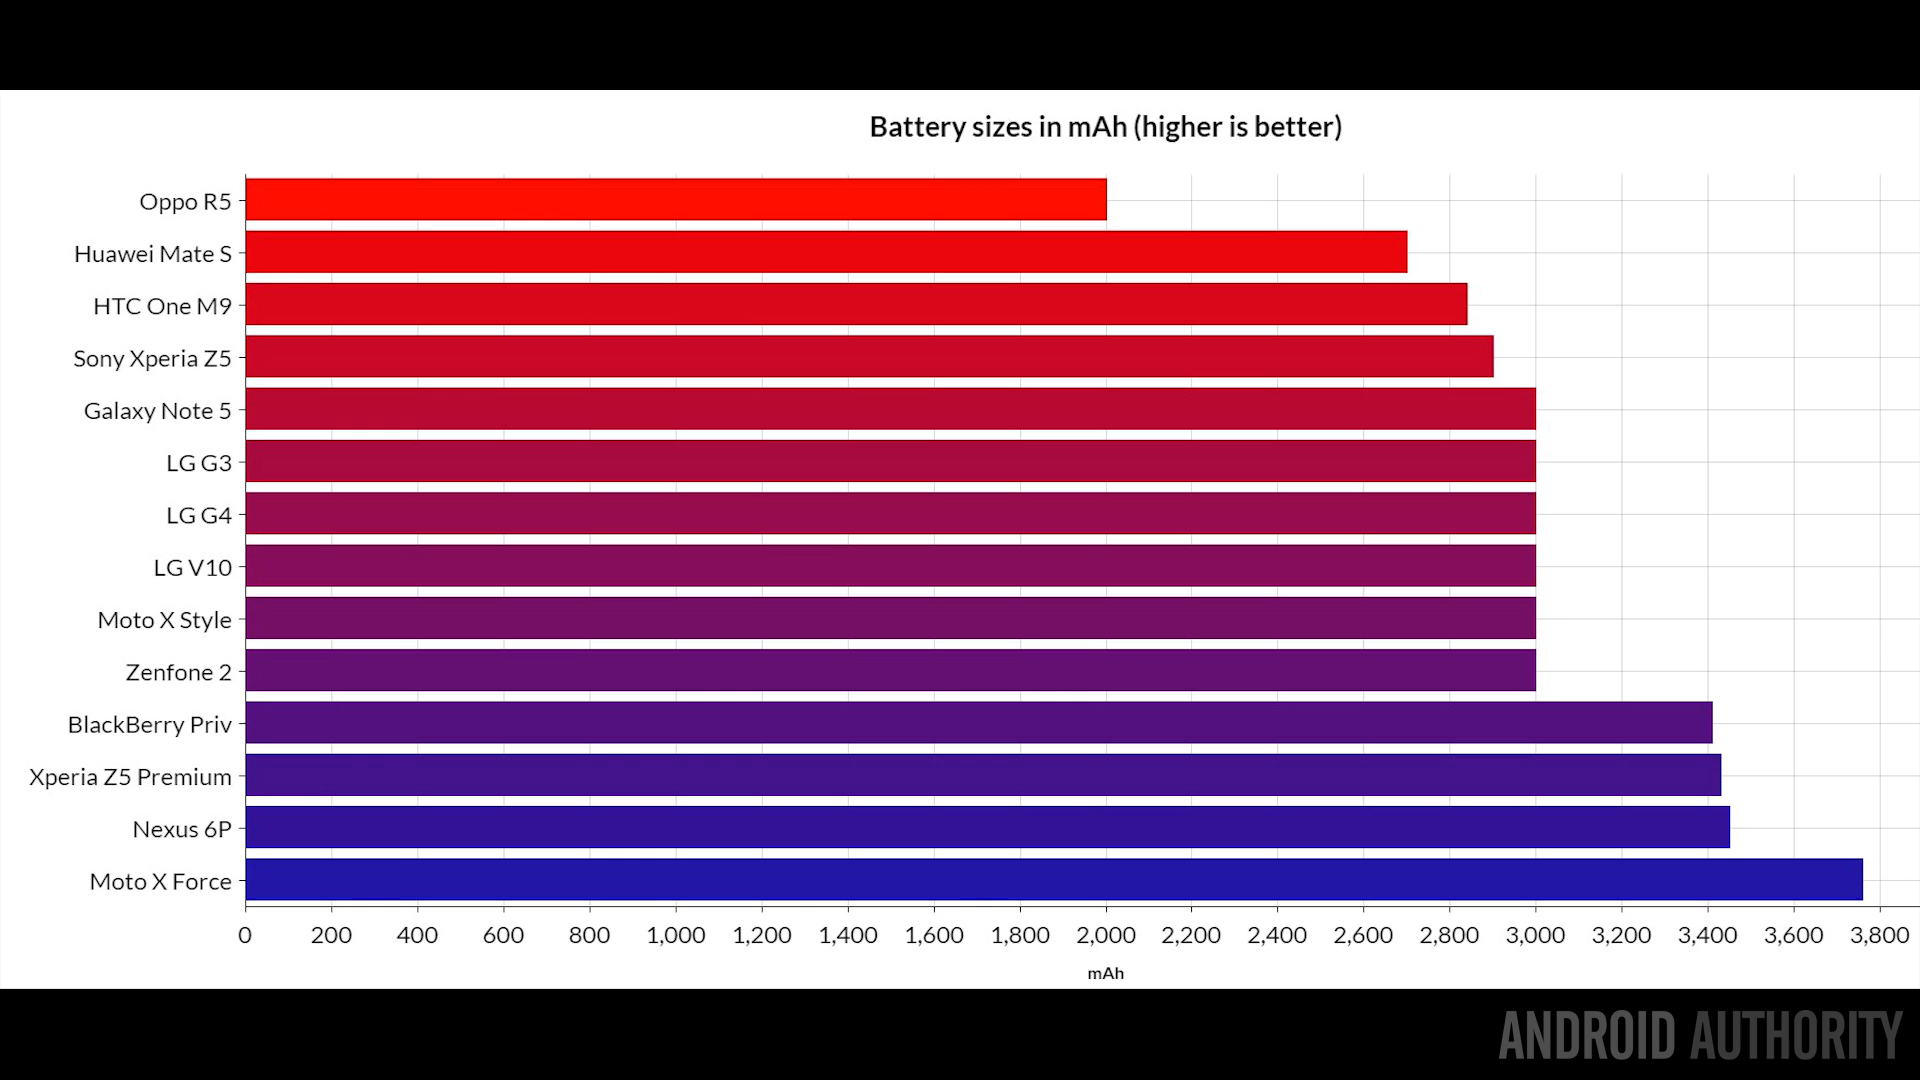 Battery sizes in mAh (higher is better)
Oppo R5
Huawei Mate S
HTC One M9
Sony Xperia Z5
Galaxy Note 5
LG G3
LG G4
LG V10
Moto X Style
Zenfone 2
BlackBerry Priv
Xperia Z5 Premium
Nexus 6P
Moto X Force
0 200 400 600 800 1,000 1,200 1,400 1,600 1,800 2,000 2,200 2,400 2,600 2,800 3,000 3,200 3,400 3,600 3,800
mAh
ANDROID AUTHORITY